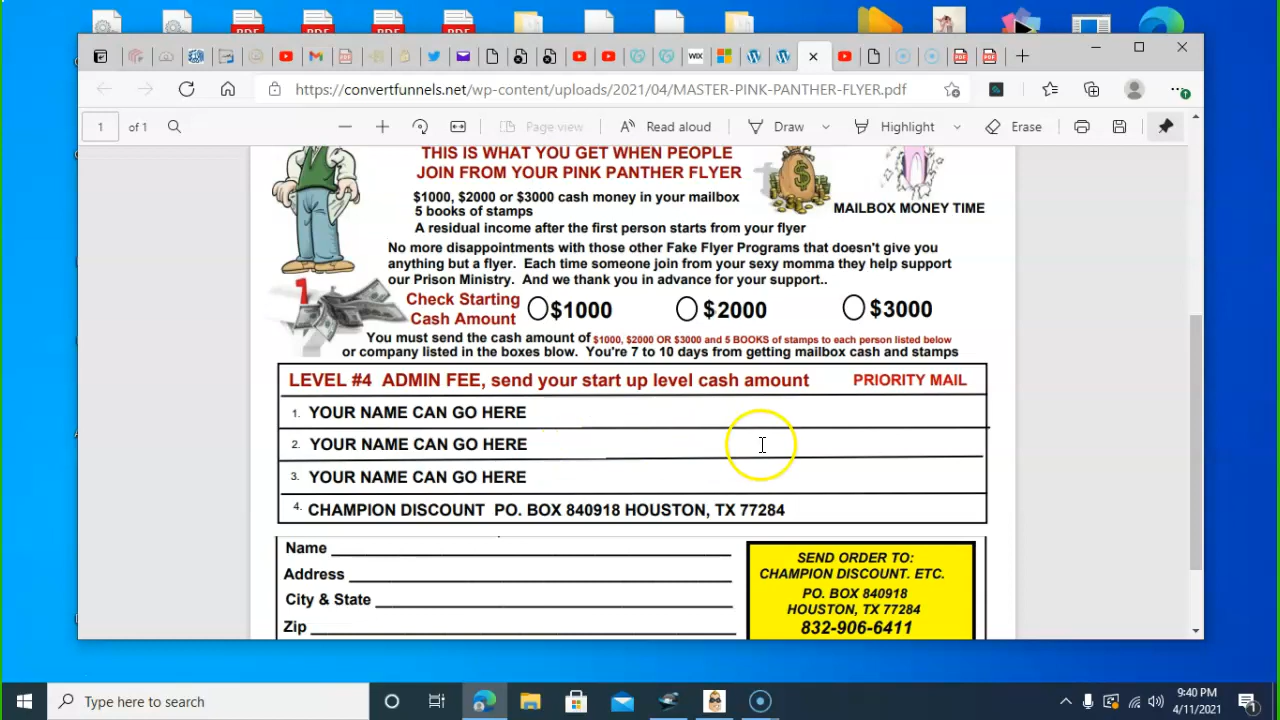 https://convertfunnels.net/wp-content/uploads/2021/04/MASTER-PINK-PANTHER-FLYER.pdf
1 of 1
Page view
Read aloud
Draw
Highlight
Erase
THIS IS WHAT YOU GET WHEN PEOPLE
JOIN FROM YOUR PINK PANTHER FLYER
$1000, $2000 or $3000 cash money in your mailbox
5 books of stamps
MAILBOX MONEY TIME
A residual income after the first person starts from your flyer
No more disappointments with those other Fake Flyer Programs that doesn't give you
anything but a flyer. Each time someone join from your sexy momma they help support
our Prison Ministry. And we thank you in advance for your support..
Check Starting
Cash Amount
$1000
$2000
$3000
You must send the cash amount of $1000, $2000 OR $3000 and 5 BOOKS of stamps to each person listed below
or company listed in the boxes blow. You're 7 to 10 days from getting mailbox cash and stamps
LEVEL #4 ADMIN FEE, send your start up level cash amount PRIORITY MAIL
1. YOUR NAME CAN GO HERE
2. YOUR NAME CAN GO HERE
3. YOUR NAME CAN GO HERE
4. CHAMPION DISCOUNT PO. BOX 840918 HOUSTON, TX 77284
Name
Address
City & State
Zip
SEND ORDER TO:
CHAMPION DISCOUNT. ETC.
PO. BOX 840918
HOUSTON, TX 77284
832-906-6411
Type here to search
9:40 PM
4/11/2021